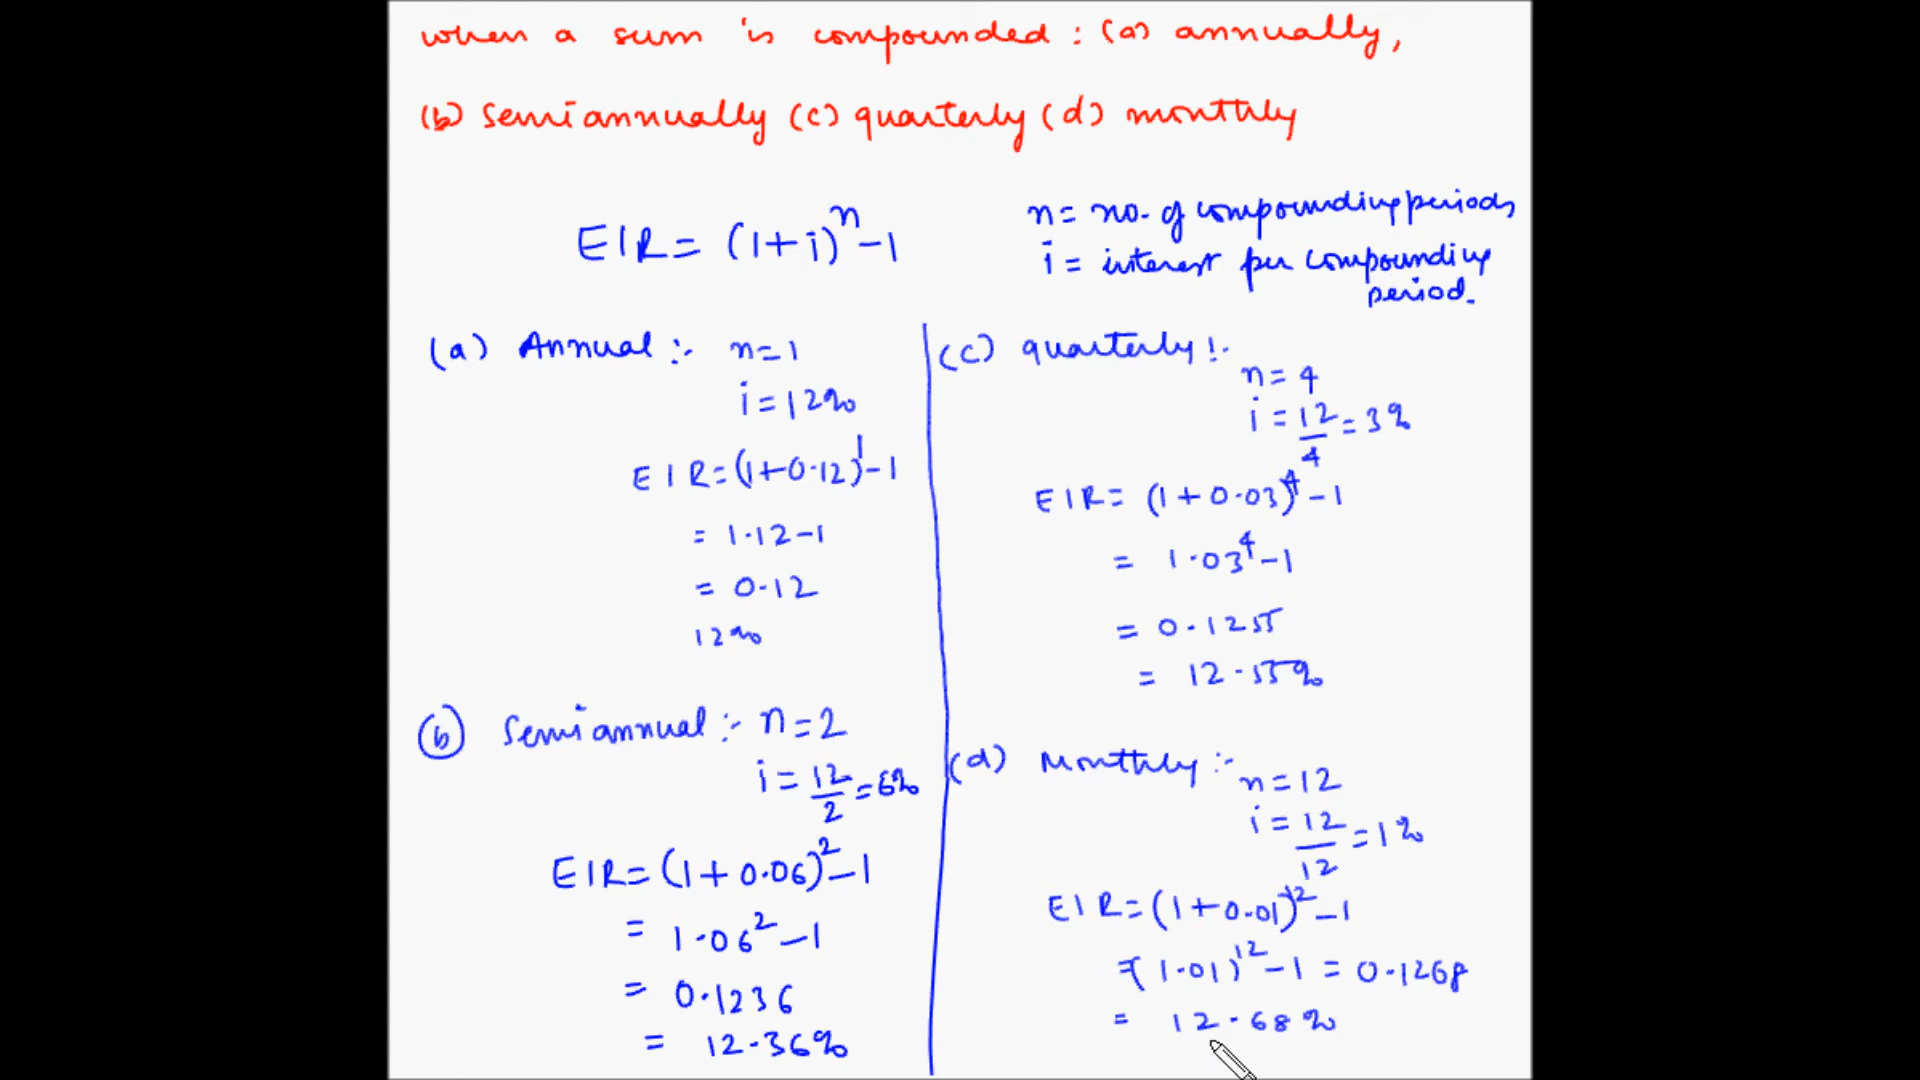 when a sum is compounded : (a) annually,
(b) Semiannually (c) quarterly (d) monthly
EIR = (1+i)^n - 1
n = no. of compounding periods
i = interest per compounding
period.
(a) Annual :- n=1
i = 12%
EIR = (1+0.12)^1 - 1
= 1.12 - 1
= 0.12
12%
(b) Semiannual :- n=2
i = 12/2 = 6%
EIR = (1+0.06)^2 - 1
= 1.06^2 - 1
= 0.1236
= 12.36%
(c) quarterly :-
n = 4
i = 12/4 = 3%
EIR = (1+0.03)^4 - 1
= 1.03^4 - 1
= 0.1255
= 12.55%
(d) Monthly :-
n = 12
i = 12/12 = 1%
EIR = (1+0.01)^12 - 1
= (1.01)^12 - 1 = 0.1268
= 12.68%